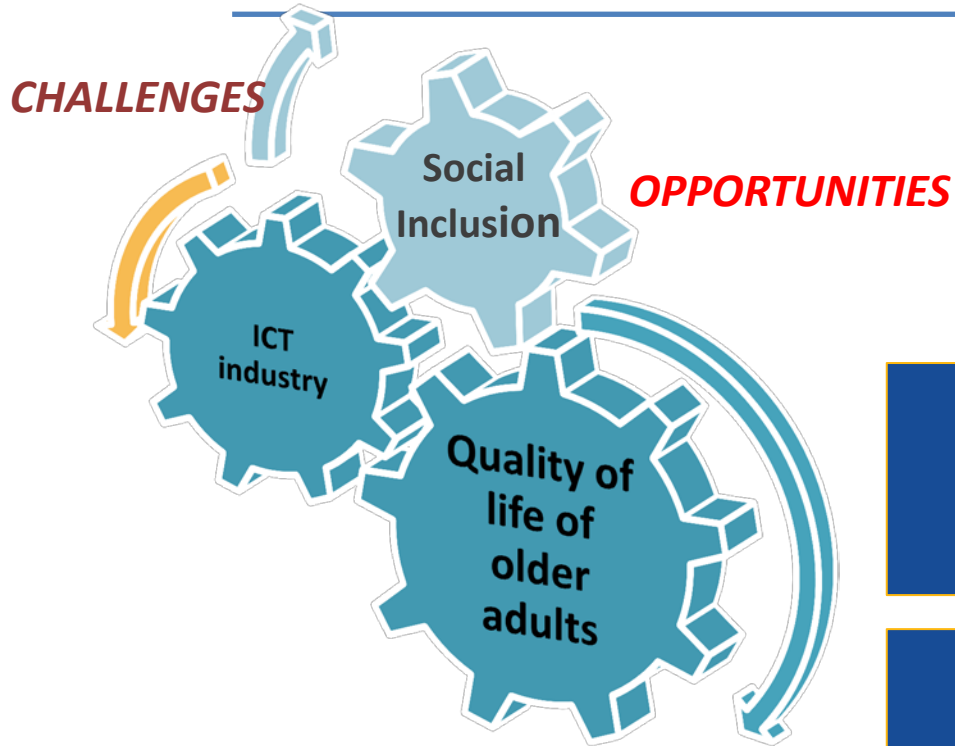 CHALLENGES
Social
Inclusion
OPPORTUNITIES
ICT
industry
Quality of
life of
older
adults